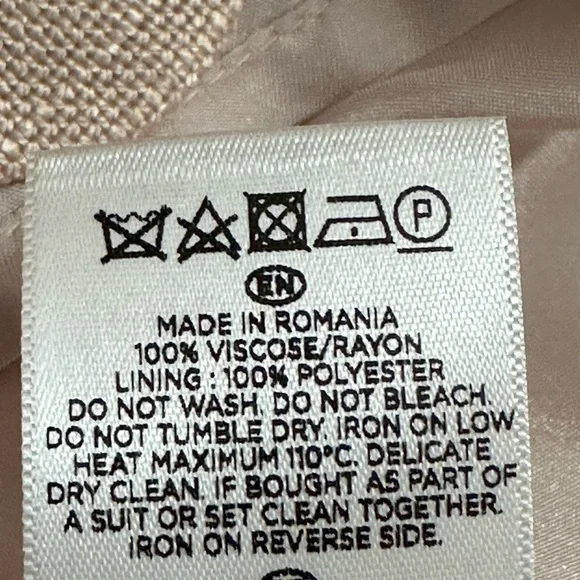 P
EN
MADE IN ROMANIA
100% VISCOSE/RAYON
LINING : 100% POLYESTER
DO NOT WASH. DO NOT BLEACH.
DO NOT TUMBLE DRY. IRON ON LOW
HEAT MAXIMUM 110°C. DELICATE
DRY CLEAN. IF BOUGHT AS PART OF
A SUIT OR SET CLEAN TOGETHER.
IRON ON REVERSE SIDE.